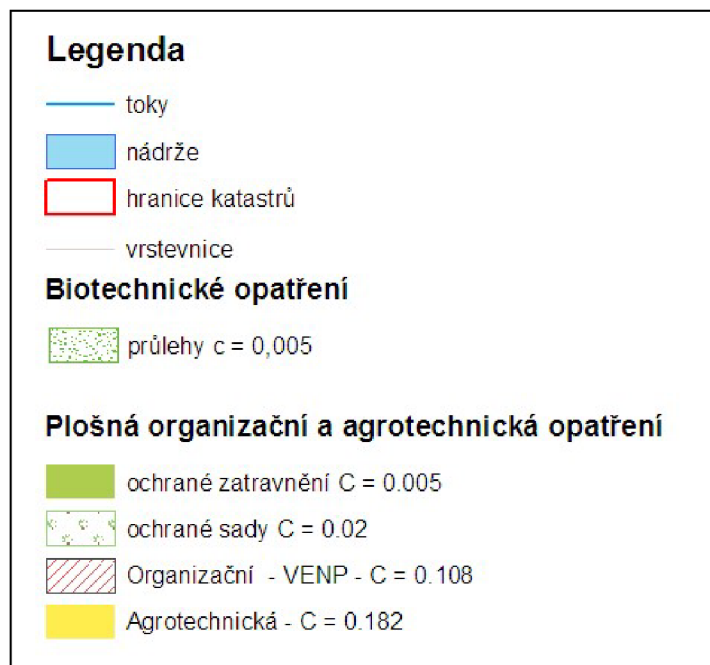 Legenda
toky
nádrže
hranice katastrů
vrstevnice
Biotechnické opatření
průlehy c = 0,005
Plošná organizační a agrotechnická opatření
ochrané zatravnění C = 0.005
ochrané sady C = 0.02
Organizační - VENP - C = 0.108
Agrotechnická - C = 0.182